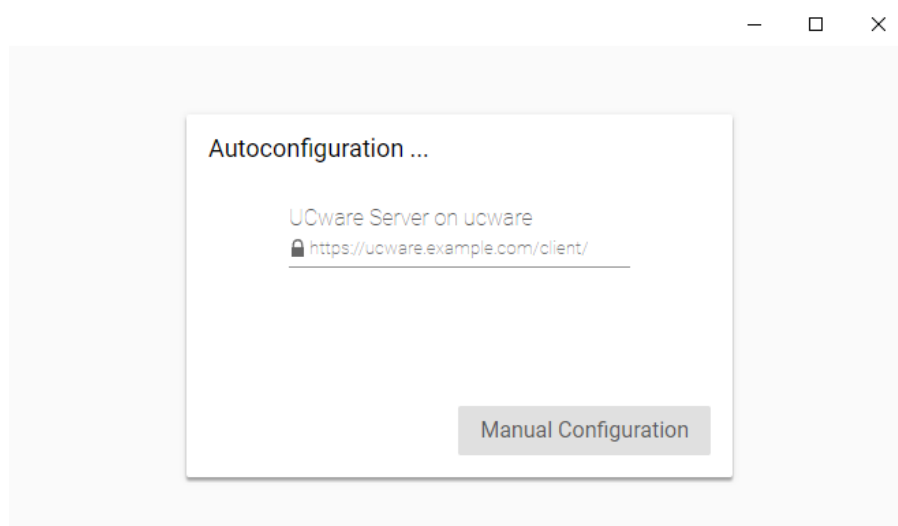 Autoconfiguration ...
UCware Server on ucware
https://ucware.example.com/client/
Manual Configuration